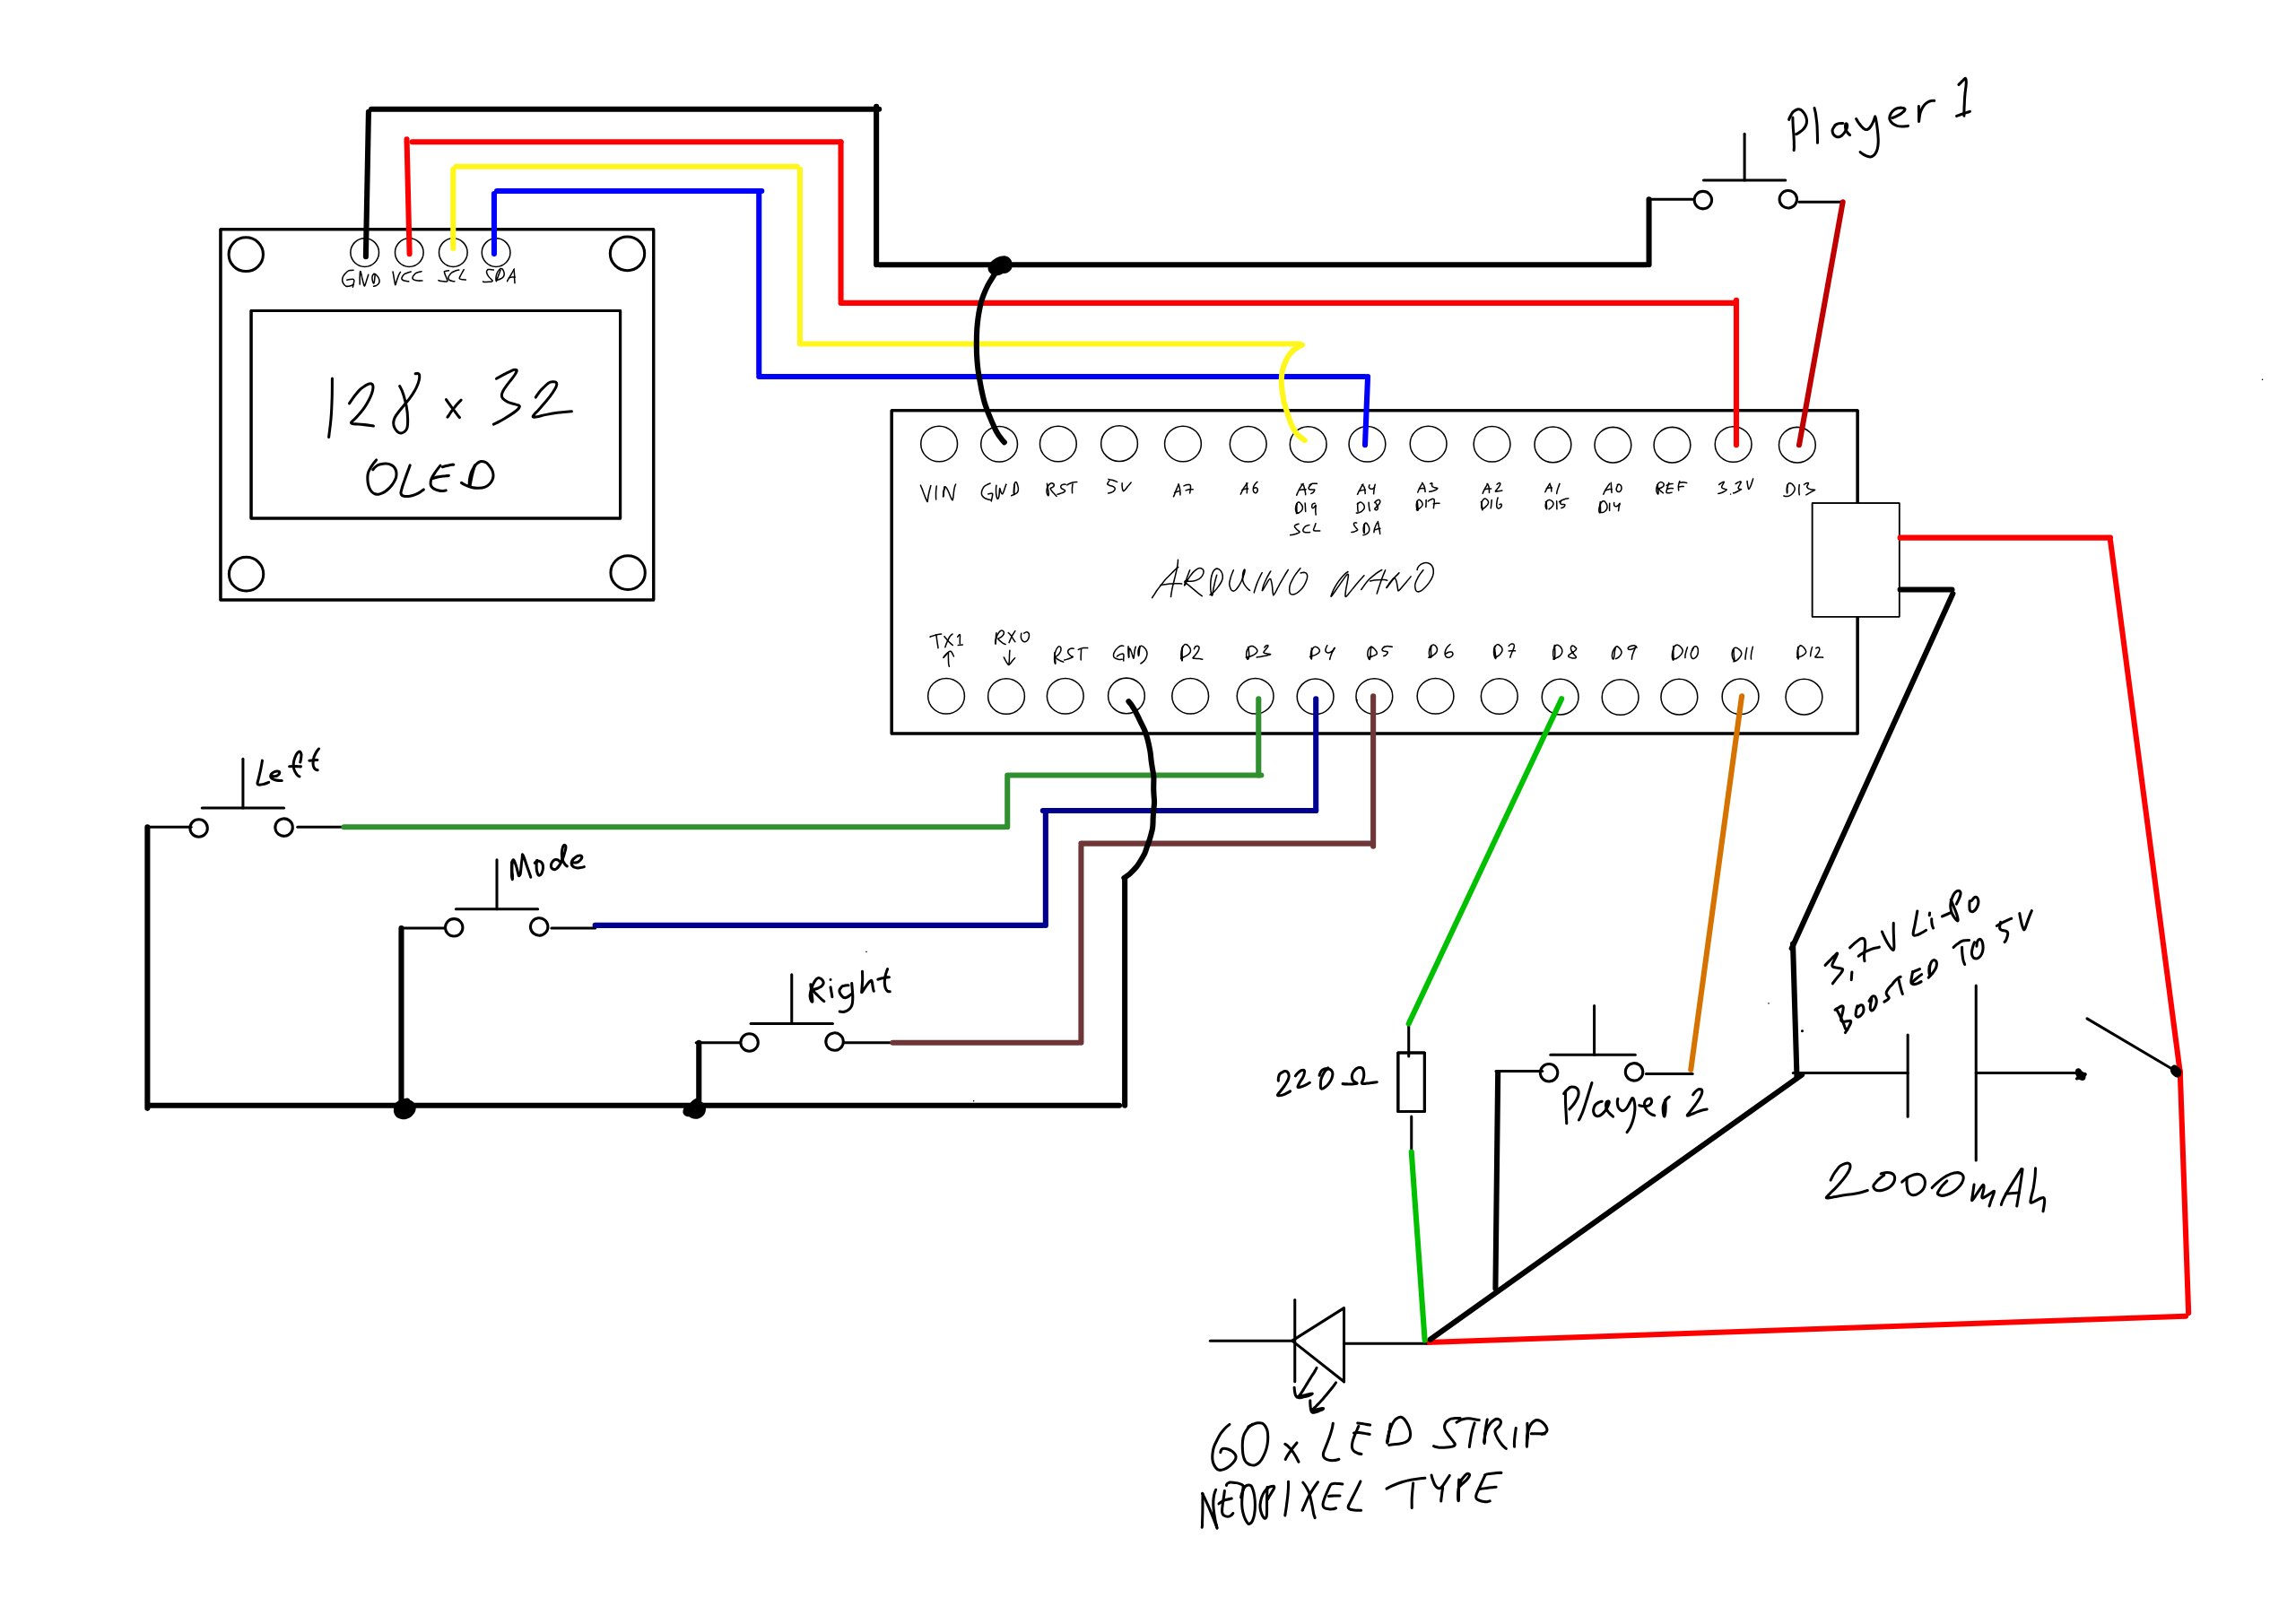 Player 1
GND VCC SCL SDA
128 x 32
OLED
VIN GND RST 5V A7 A6 A5 A4 A3 A2 A1 A0 REF 3.3V D13
D19 D18 D17 D16 D15 D14
SCL SDA
ARDUINO NANO
TX1 RX0 RST GND D2 D3 D4 D5 D6 D7 D8 D9 D10 D11 D12
Left
Mode
Right
3,7V Li-Po
BOOSTED TO 5V
220Ω
Player 2
2000mAh
60x LED STRIP
NEOPIXEL TYPE